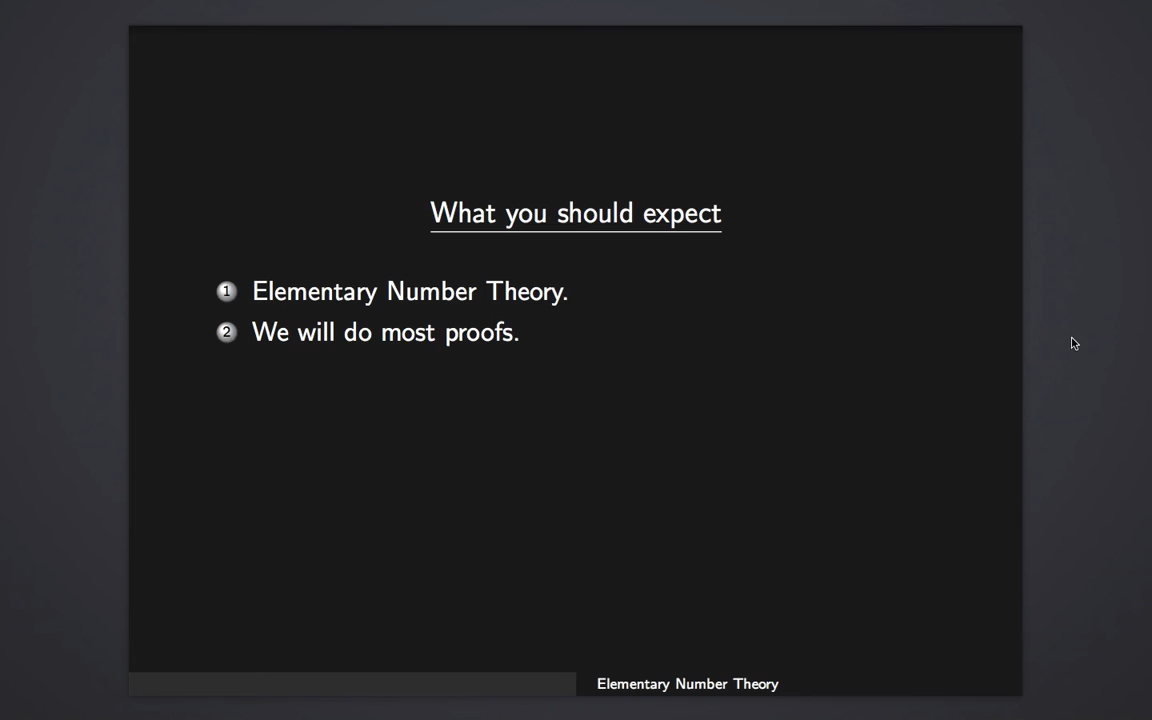 What you should expect
1 Elementary Number Theory.
2 We will do most proofs.
Elementary Number Theory